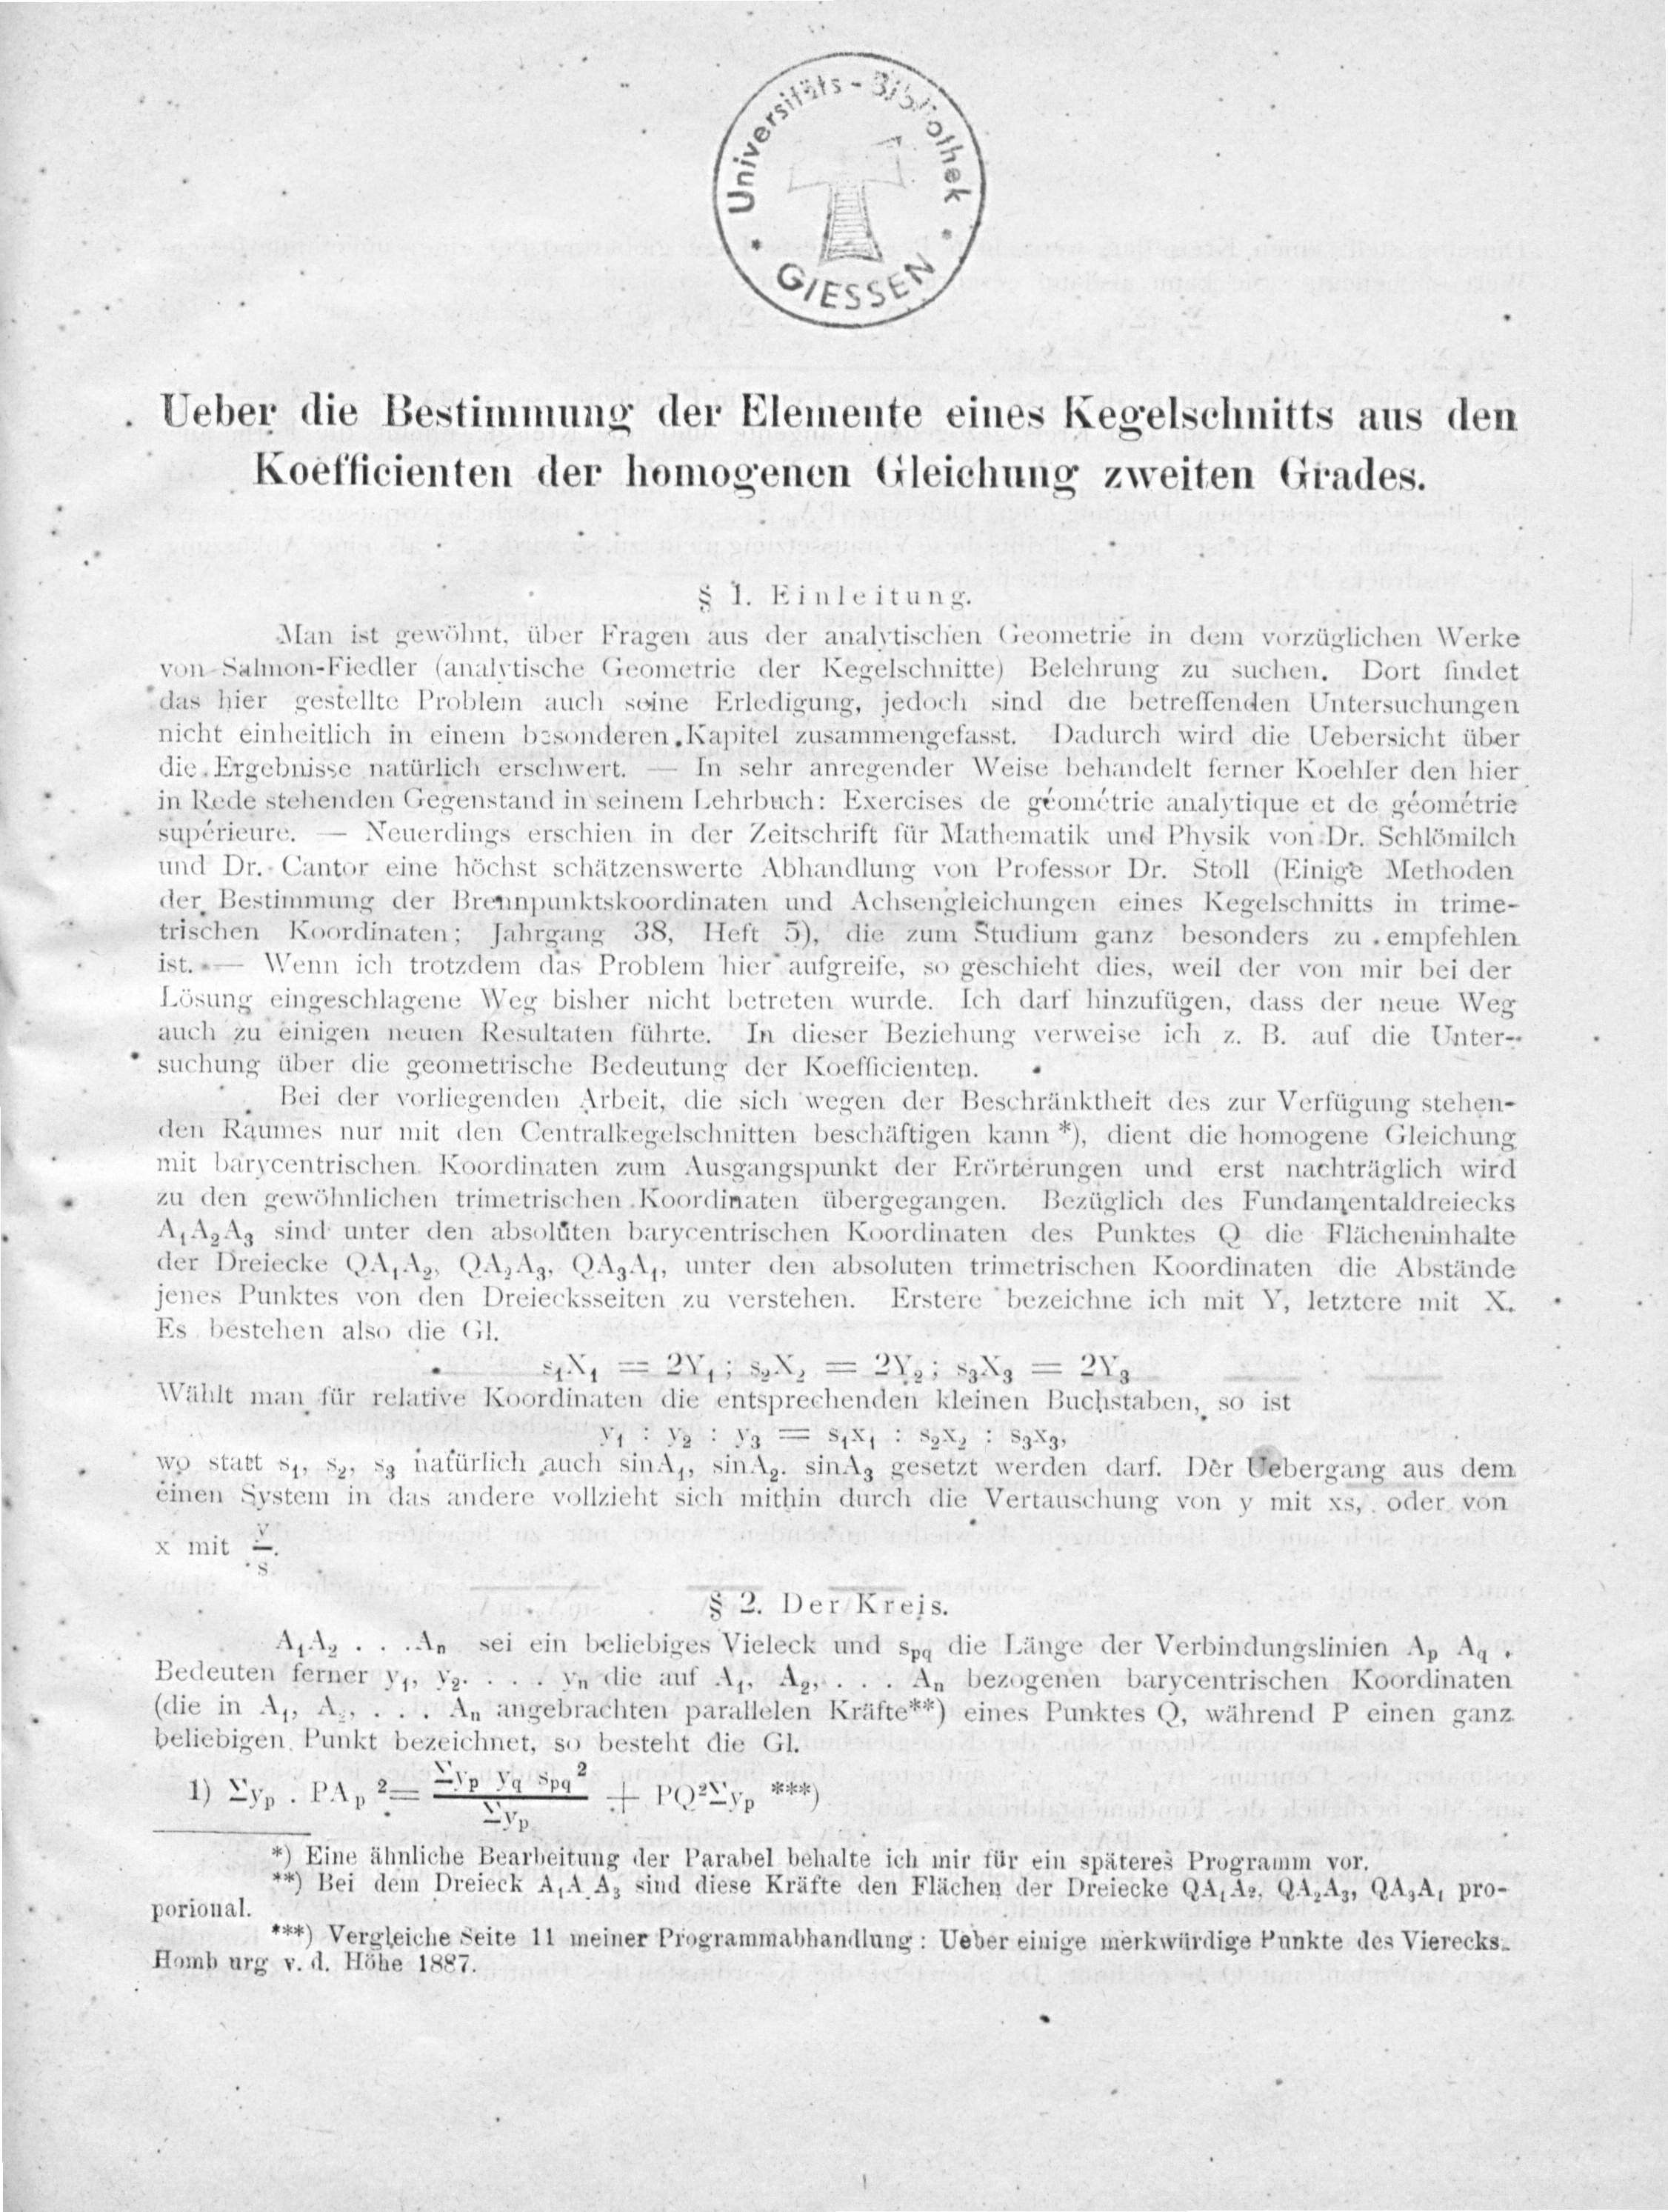 Universitäts-Bibliothek
GIESSEN
Ueber die Bestimmung der Elemente eines Kegelschnitts aus den
Koefficienten der homogenen Gleichung zweiten Grades.
§ 1. Einleitung.
Man ist gewöhnt, über Fragen aus der analytischen Geometrie in dem vorzüglichen Werke
von Salmon-Fiedler (analytische Geometrie der Kegelschnitte) Belehrung zu suchen. Dort findet
das hier gestellte Problem auch seine Erledigung, jedoch sind die betreffenden Untersuchungen
nicht einheitlich in einem besonderen Kapitel zusammengefasst. Dadurch wird die Uebersicht über
die Ergebnisse natürlich erschwert. — In sehr anregender Weise behandelt ferner Koehler den hier
in Rede stehenden Gegenstand in seinem Lehrbuch: Exercises de géométrie analytique et de géométrie
supérieure. — Neuerdings erschien in der Zeitschrift für Mathematik und Physik von Dr. Schlömilch
und Dr. Cantor eine höchst schätzenswerte Abhandlung von Professor Dr. Stoll (Einige Methoden
der Bestimmung der Brennpunktskoordinaten und Achsengleichungen eines Kegelschnitts in trime-
trischen Koordinaten; Jahrgang 38, Heft 5), die zum Studium ganz besonders zu empfehlen
ist. — Wenn ich trotzdem das Problem hier aufgreife, so geschieht dies, weil der von mir bei der
Lösung eingeschlagene Weg bisher nicht betreten wurde. Ich darf hinzufügen, dass der neue Weg
auch zu einigen neuen Resultaten führte. In dieser Beziehung verweise ich z. B. auf die Unter-
suchung über die geometrische Bedeutung der Koefficienten.
Bei der vorliegenden Arbeit, die sich wegen der Beschränktheit des zur Verfügung stehen-
den Raumes nur mit den Centralkegelschnitten beschäftigen kann *), dient die homogene Gleichung
mit barycentrischen Koordinaten zum Ausgangspunkt der Erörterungen und erst nachträglich wird
zu den gewöhnlichen trimetrischen Koordinaten übergegangen. Bezüglich des Fundamentaldreiecks
A₁A₂A₃ sind unter den absoluten barycentrischen Koordinaten des Punktes Q die Flächeninhalte
der Dreiecke QA₁A₂, QA₂A₃, QA₃A₁, unter den absoluten trimetrischen Koordinaten die Abstände
jenes Punktes von den Dreiecksseiten zu verstehen. Erstere bezeichne ich mit Y, letztere mit X.
Es bestehen also die Gl.
s₁X₁ = 2Y₁; s₂X₂ = 2Y₂; s₃X₃ = 2Y₃
Wählt man für relative Koordinaten die entsprechenden kleinen Buchstaben, so ist
y₁ : y₂ : y₃ = s₁x₁ : s₂x₂ : s₃x₃,
wo statt s₁, s₂, s₃ natürlich auch sinA₁, sinA₂. sinA₃ gesetzt werden darf. Der Uebergang aus dem
einen System in das andere vollzieht sich mithin durch die Vertauschung von y mit xs, oder von
x mit y/s.
§ 2. Der Kreis.
A₁A₂ . . .Aₙ sei ein beliebiges Vieleck und s_pq die Länge der Verbindungslinien A_p A_q .
Bedeuten ferner y₁, y₂. . . . yₙ die auf A₁, A₂, . . . Aₙ bezogenen barycentrischen Koordinaten
(die in A₁, A₂, . . . Aₙ angebrachten parallelen Kräfte**) eines Punktes Q, während P einen ganz
beliebigen Punkt bezeichnet, so besteht die Gl.
1) Σy_p . PA_p ² = Σy_p y_q s_pq² / Σy_p + PQ²Σy_p ***)
*) Eine ähnliche Bearbeitung der Parabel behalte ich mir für ein späteres Programm vor.
**) Bei dem Dreieck A₁A A₃ sind diese Kräfte den Flächen der Dreiecke QA₁A₂, QA₂A₃, QA₃A₁ pro-
porional.
***) Vergleiche Seite 11 meiner Programmabhandlung: Ueber einige merkwürdige Punkte des Vierecks.
Homburg v. d. Höhe 1887.